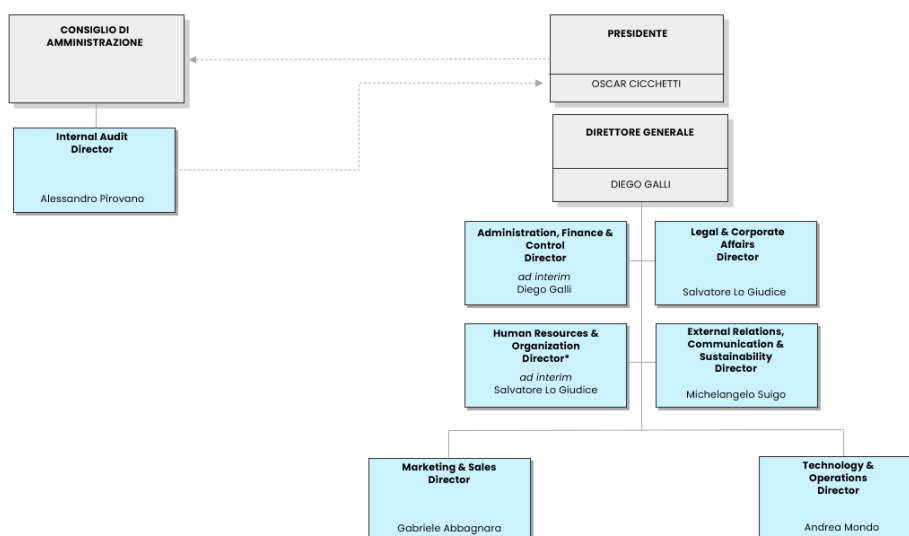 CONSIGLIO DI
AMMINISTRAZIONE
PRESIDENTE
OSCAR CICCHETTI
Internal Audit
Director
Alessandro Pirovano
DIRETTORE GENERALE
DIEGO GALLI
Administration, Finance &
Control
Director
ad interim
Diego Galli
Legal & Corporate
Affairs
Director
Salvatore Lo Giudice
Human Resources &
Organization
Director*
ad interim
Salvatore Lo Giudice
External Relations,
Communication &
Sustainability
Director
Michelangelo Suigo
Marketing & Sales
Director
Gabriele Abbagnara
Technology &
Operations
Director
Andrea Mondo